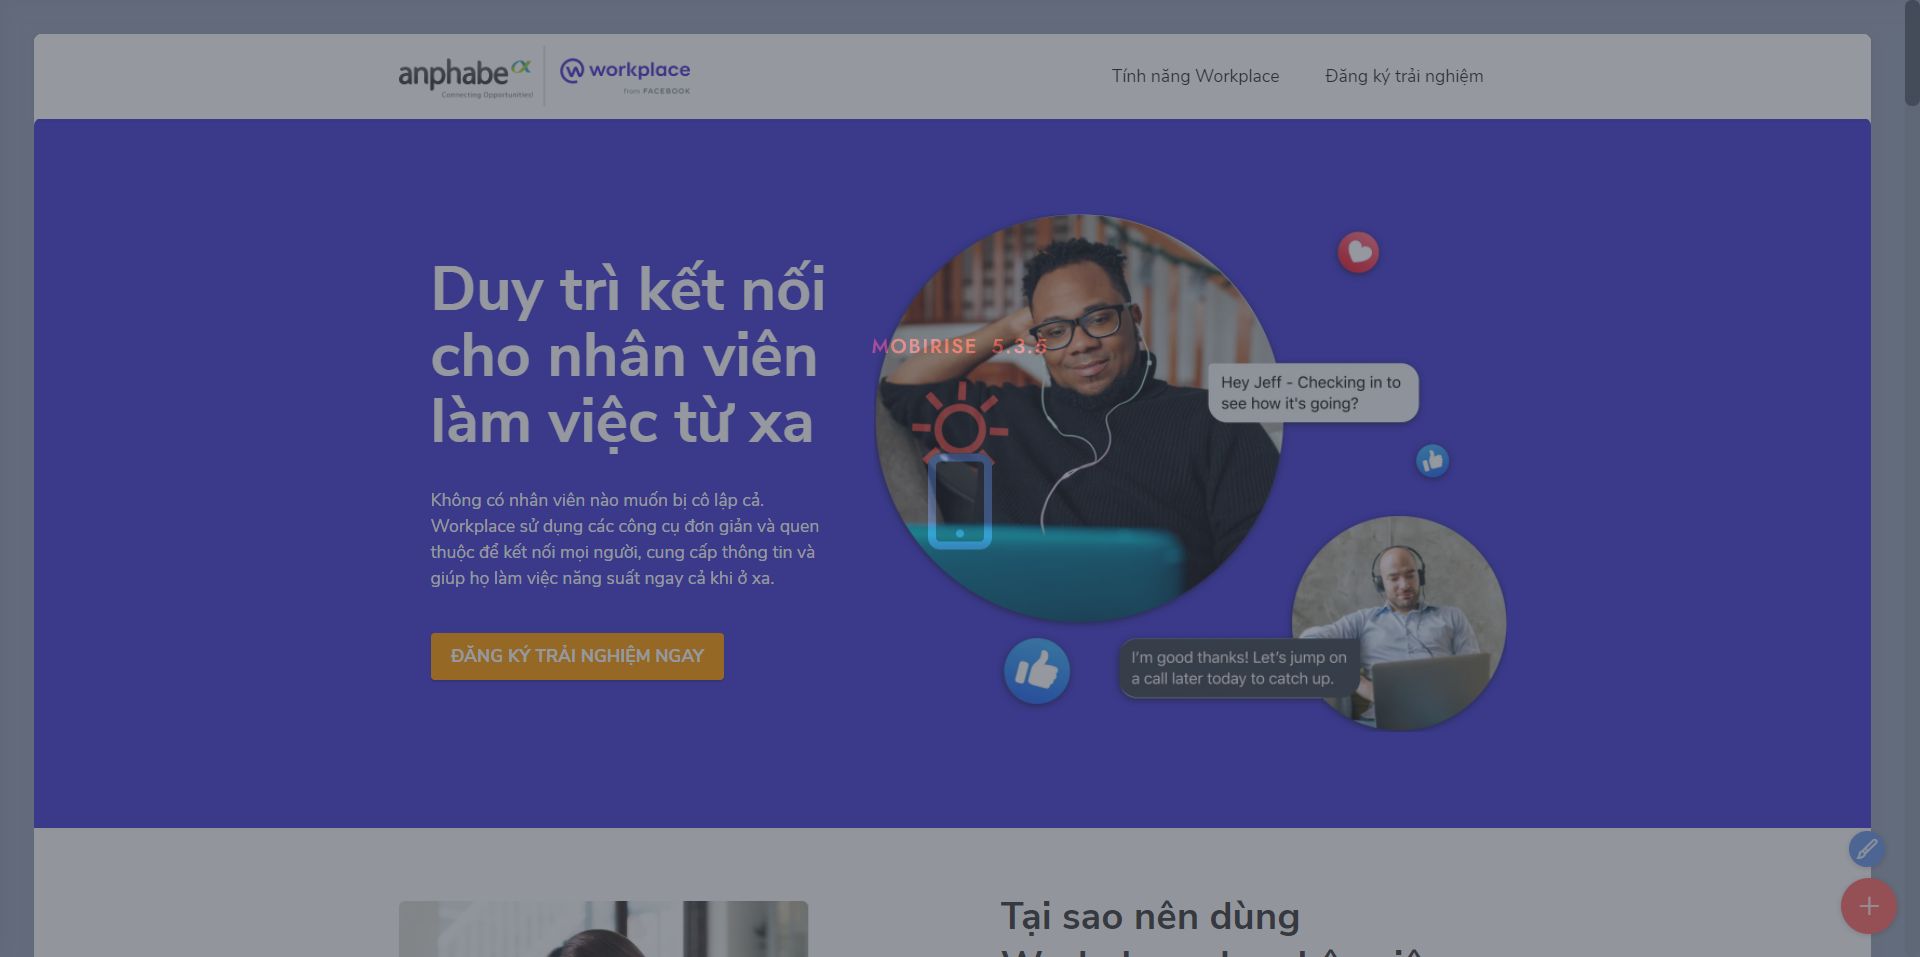 anphabe
Connecting Opportunities!
workplace
from FACEBOOK
Tính năng Workplace
Đăng ký trải nghiệm
Duy trì kết nối
cho nhân viên
làm việc từ xa
MOBIRISE 5.3.5
Hey Jeff - Checking in to
see how it's going?
Không có nhân viên nào muốn bị cô lập cả.
Workplace sử dụng các công cụ đơn giản và quen
thuộc để kết nối mọi người, cung cấp thông tin và
giúp họ làm việc năng suất ngay cả khi ở xa.
ĐĂNG KÝ TRẢI NGHIỆM NGAY
I'm good thanks! Let's jump on
a call later today to catch up.
Tại sao nên dùng